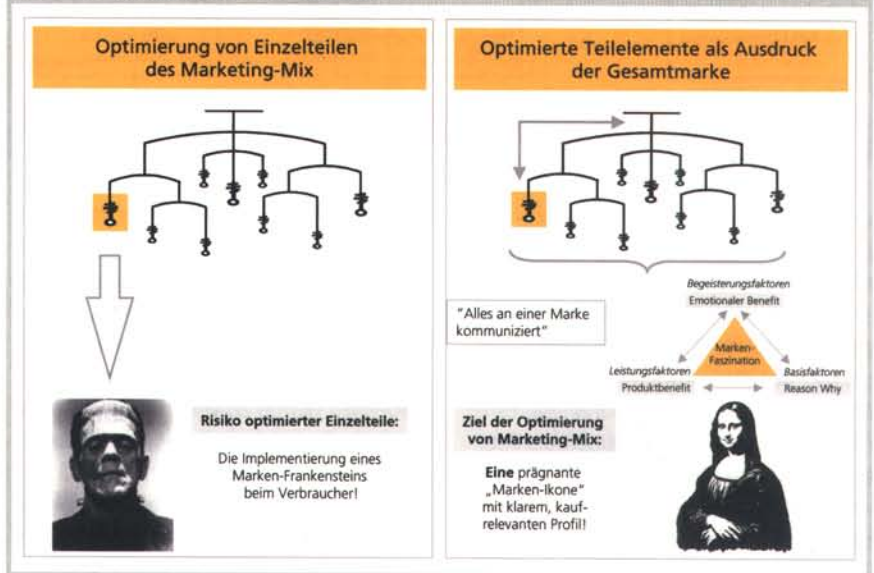 Optimierung von Einzelteilen
des Marketing-Mix
Risiko optimierter Einzelteile:
Die Implementierung eines
Marken-Frankensteins
beim Verbraucher!
Optimierte Teilelemente als Ausdruck
der Gesamtmarke
"Alles an einer Marke
kommuniziert"
Begeisterungsfaktoren
Emotionaler Benefit
Marken-
Faszination
Leistungsfaktoren
Produktbenefit
Basisfaktoren
Reason Why
Ziel der Optimierung
von Marketing-Mix:
Eine prägnante
„Marken-Ikone"
mit klarem, kauf-
relevanten Profil!